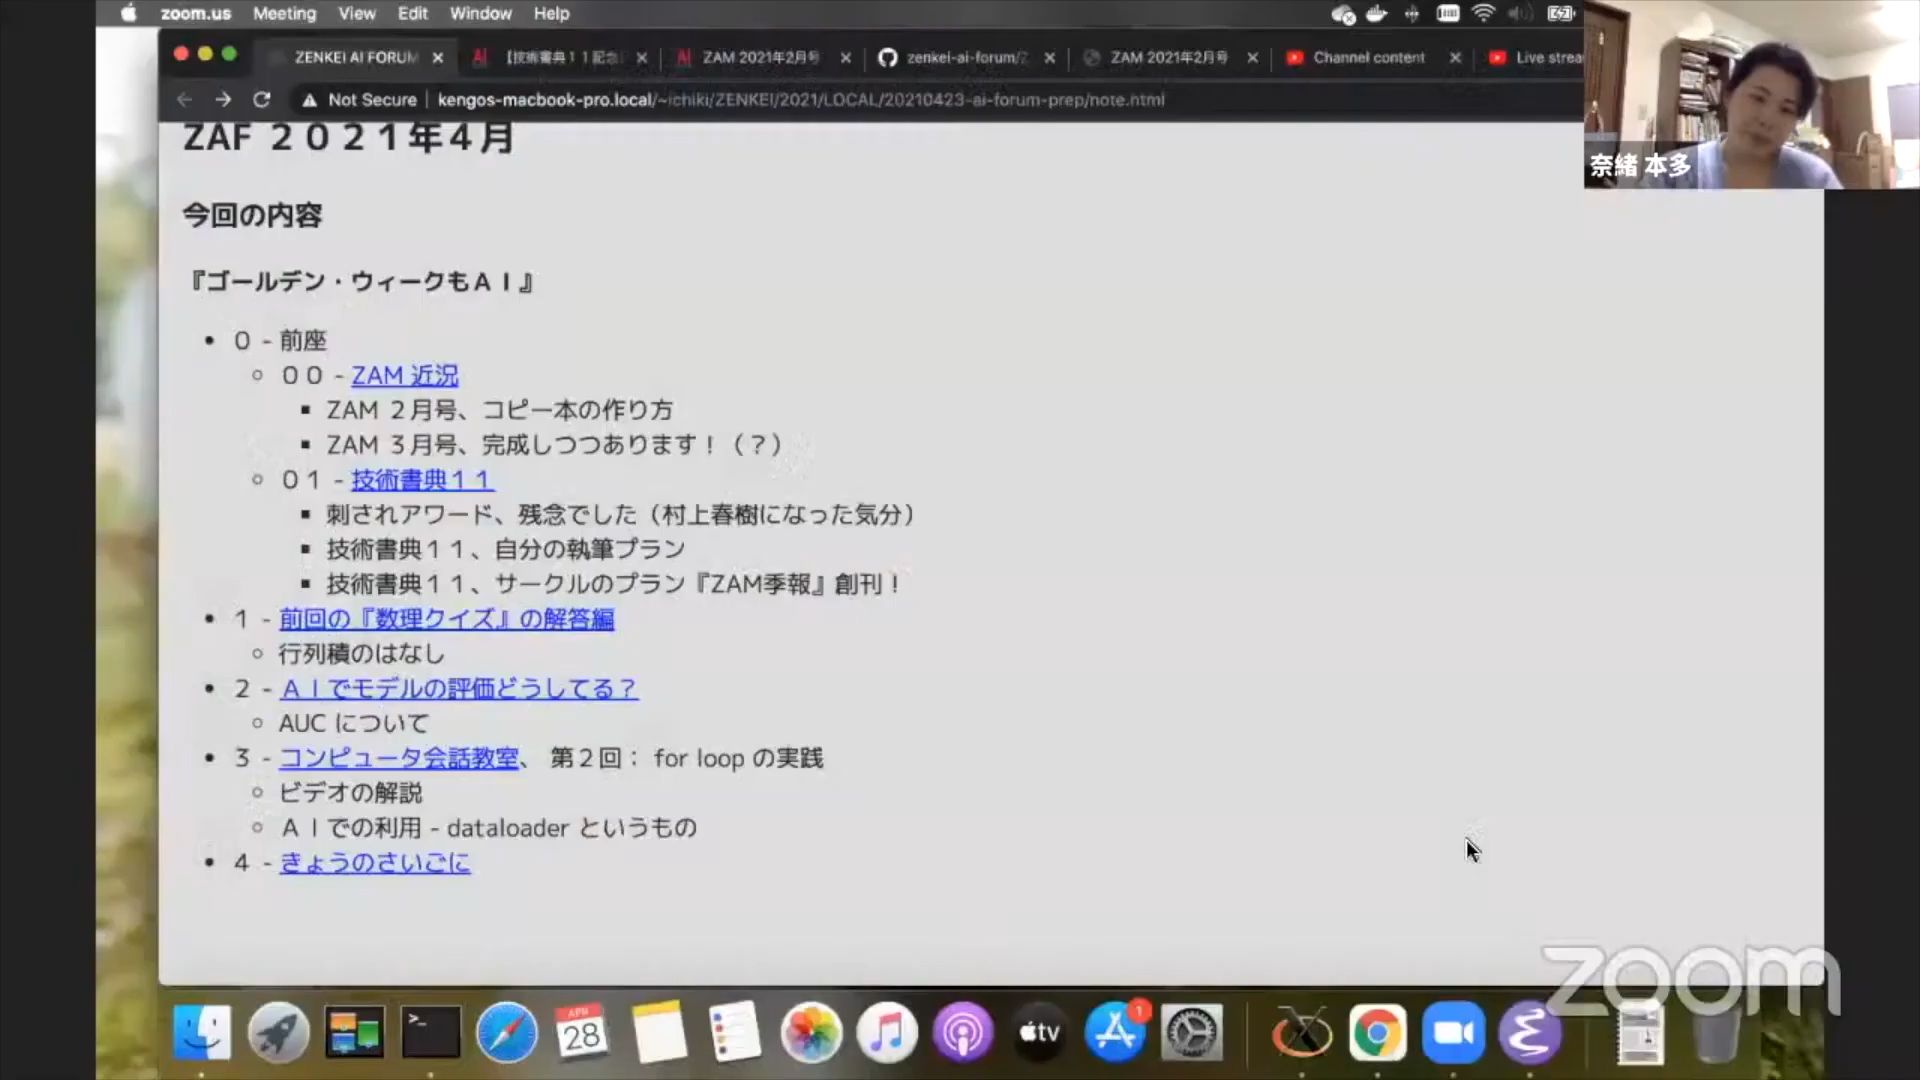 zoom.us Meeting View Edit Window Help
ZENKEI AI FORUM
【技術書典11記念
ZAM 2021年2月号
zenkei-ai-forum/
ZAM 2021年2月号
Channel content
Live strea
Not Secure kengos-macbook-pro.local/~ichiki/ZENKEI/2021/LOCAL/20210423-ai-forum-prep/note.html
奈緒 本多
ZAF ２０２１年４月
今回の内容
『ゴールデン・ウィークもＡＩ』
０ - 前座
００ - ZAM 近況
ZAM ２月号、コピー本の作り方
ZAM ３月号、完成しつつあります！（？）
０１ - 技術書典１１
刺されアワード、残念でした（村上春樹になった気分）
技術書典１１、自分の執筆プラン
技術書典１１、サークルのプラン『ZAM季報』創刊！
１ - 前回の『数理クイズ』の解答編
行列積のはなし
２ - ＡＩでモデルの評価どうしてる？
AUC について
３ - コンピュータ会話教室、 第２回： for loop の実践
ビデオの解説
ＡＩでの利用 - dataloader というもの
４ - きょうのさいごに
zoom
APR
28
tv
1